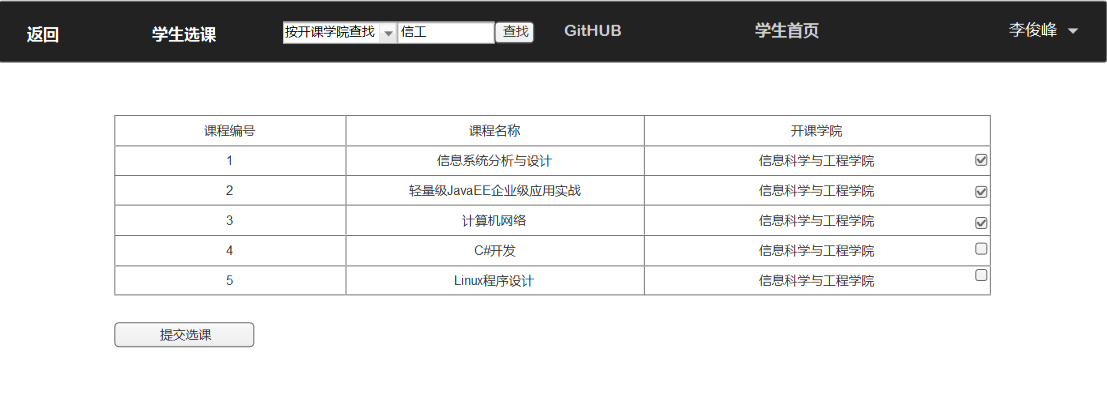 返回 学生选课 按开课学院查找 信工 查找 GitHUB 学生首页 李俊峰
课程编号 课程名称 开课学院
1 信息系统分析与设计 信息科学与工程学院
2 轻量级JavaEE企业级应用实战 信息科学与工程学院
3 计算机网络 信息科学与工程学院
4 C#开发 信息科学与工程学院
5 Linux程序设计 信息科学与工程学院
提交选课